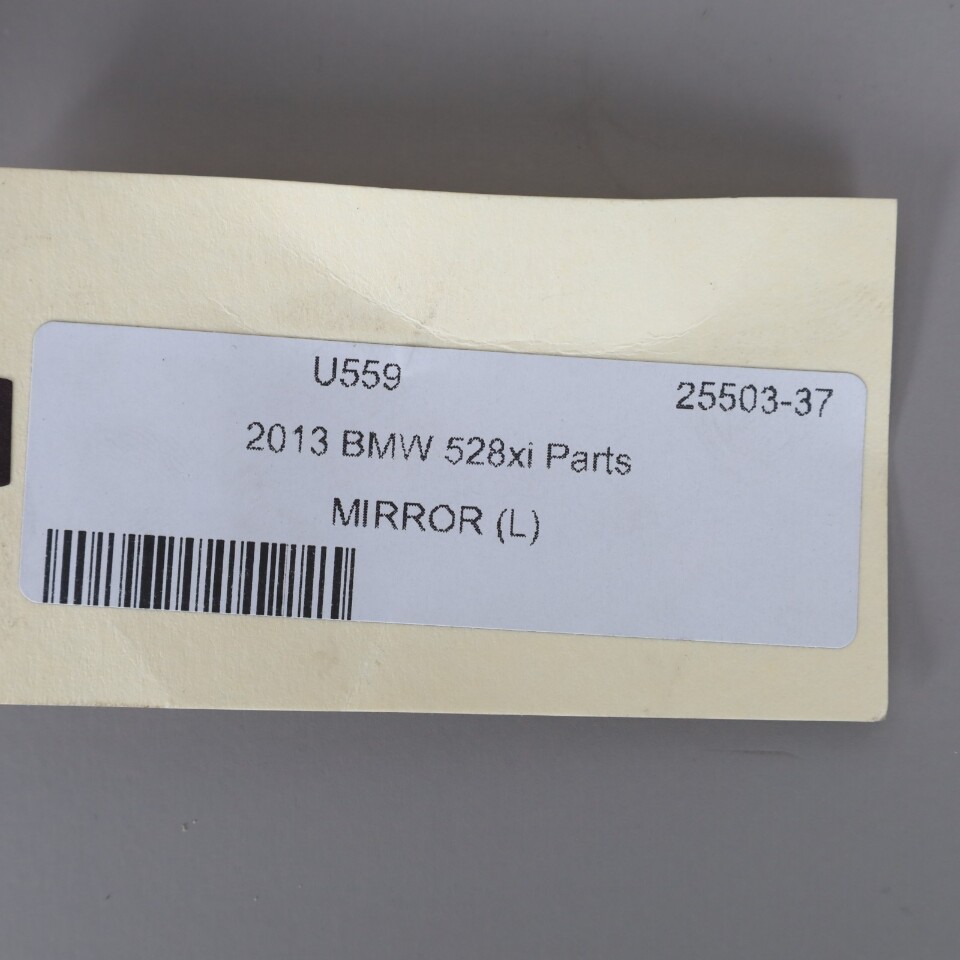 U559 25503-37
2013 BMW 528xi Parts
MIRROR (L)